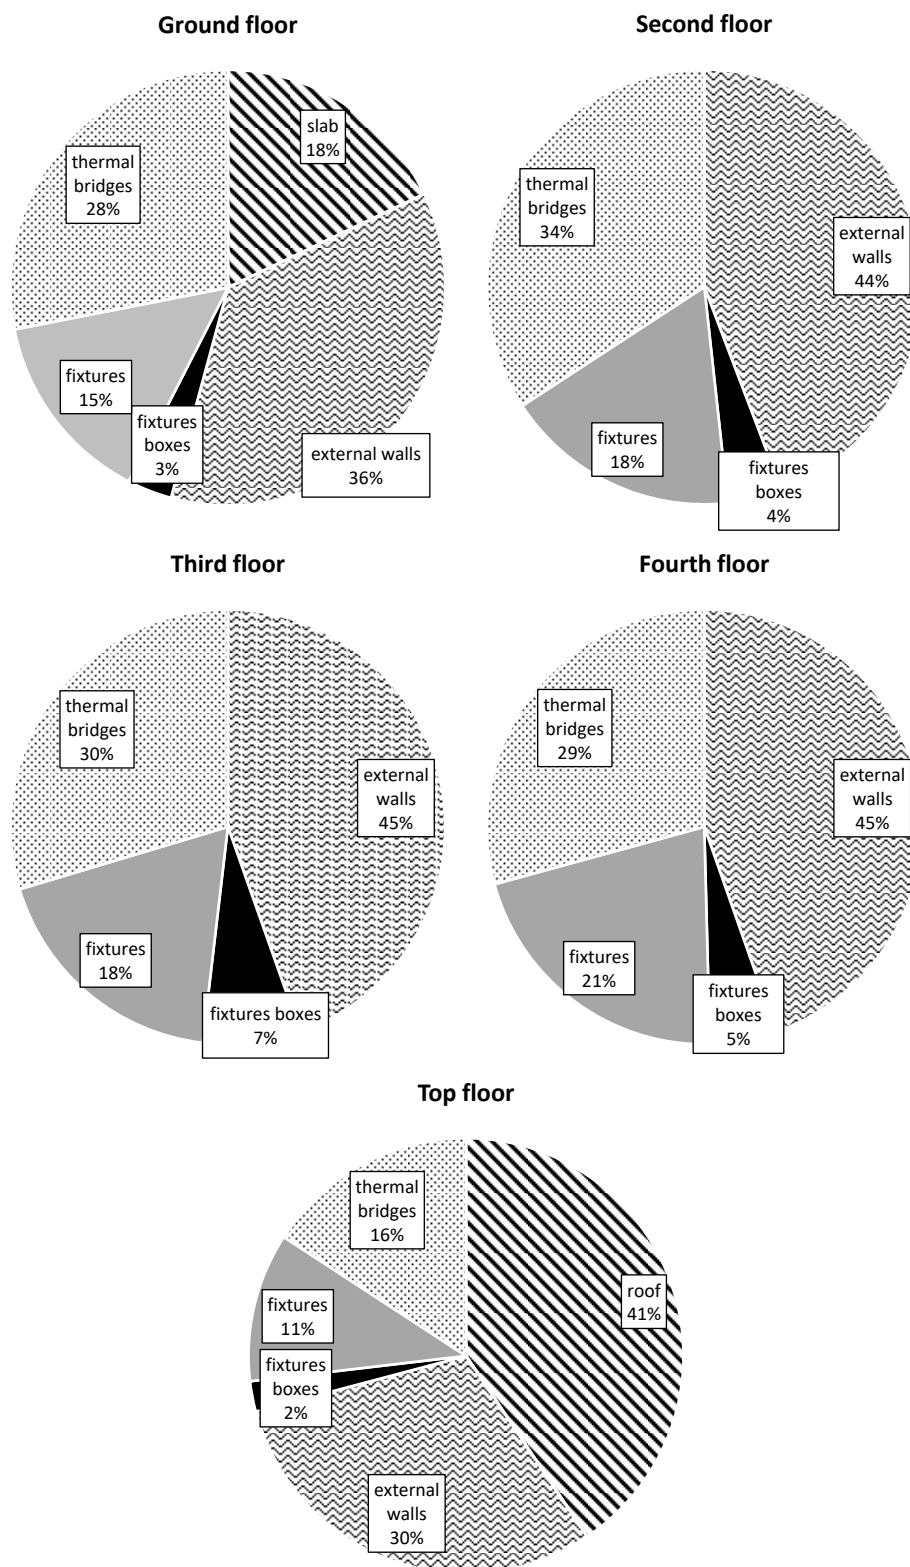 Ground floor
slab
18%
thermal
bridges
28%
fixtures
15%
fixtures
boxes
3%
external walls
36%
Second floor
thermal
bridges
34%
external
walls
44%
fixtures
18%
fixtures
boxes
4%
Third floor
thermal
bridges
30%
external
walls
45%
fixtures
18%
fixtures boxes
7%
Fourth floor
thermal
bridges
29%
external
walls
45%
fixtures
21%
fixtures
boxes
5%
Top floor
thermal
bridges
16%
roof
41%
fixtures
11%
fixtures
boxes
2%
external
walls
30%